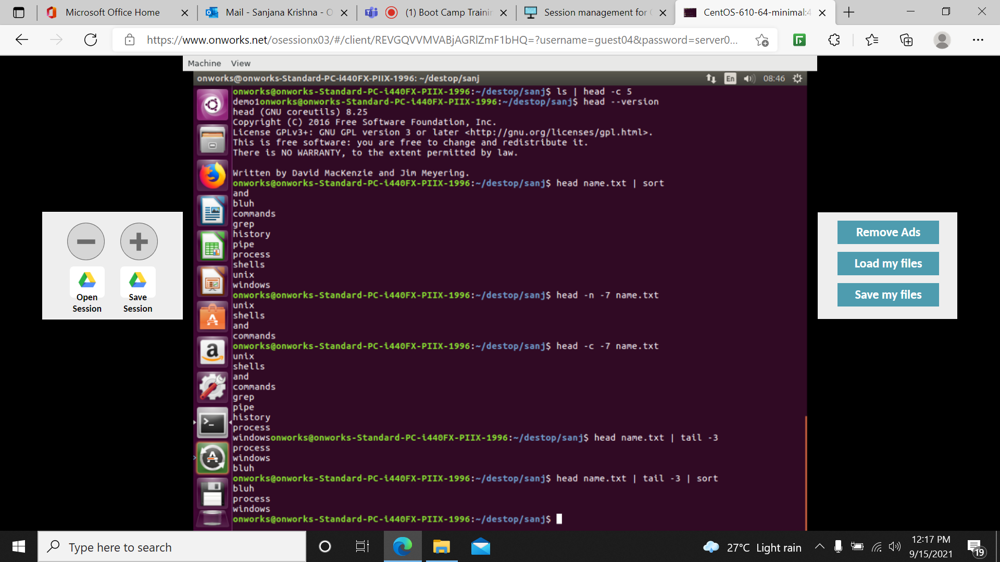 Microsoft Office Home
Mail - Sanjana Krishna - O
(1) Boot Camp Trainin
Session management for
CentOS-610-64-minimal:4
https://www.onworks.net/osessionx03/#/client/REVGQVVMVABjAGRlZmF1bHQ=?username=guest04&password=server0...
Machine View
onworks@onworks-Standard-PC-i440FX-PIIX-1996: ~/destop/sanj
En
08:46
onworks@onworks-Standard-PC-i440FX-PIIX-1996:~/destop/sanj$ ls | head -c 5
demo1onworks@onworks-Standard-PC-i440FX-PIIX-1996:~/destop/sanj$ head --version
head (GNU coreutils) 8.25
Copyright (C) 2016 Free Software Foundation, Inc.
License GPLv3+: GNU GPL version 3 or later <http://gnu.org/licenses/gpl.html>.
This is free software: you are free to change and redistribute it.
There is NO WARRANTY, to the extent permitted by law.
Written by David MacKenzie and Jim Meyering.
onworks@onworks-Standard-PC-i440FX-PIIX-1996:~/destop/sanj$ head name.txt | sort
and
bluh
commands
grep
history
pipe
process
shells
unix
windows
onworks@onworks-Standard-PC-i440FX-PIIX-1996:~/destop/sanj$ head -n -7 name.txt
unix
shells
and
commands
onworks@onworks-Standard-PC-i440FX-PIIX-1996:~/destop/sanj$ head -c -7 name.txt
unix
shells
and
commands
grep
pipe
history
process
windowsonworks@onworks-Standard-PC-i440FX-PIIX-1996:~/destop/sanj$ head name.txt | tail -3
process
windows
bluh
onworks@onworks-Standard-PC-i440FX-PIIX-1996:~/destop/sanj$ head name.txt | tail -3 | sort
bluh
process
windows
onworks@onworks-Standard-PC-i440FX-PIIX-1996:~/destop/sanj$
Open Session
Save Session
Remove Ads
Load my files
Save my files
Type here to search
27°C Light rain
12:17 PM
9/15/2021
19